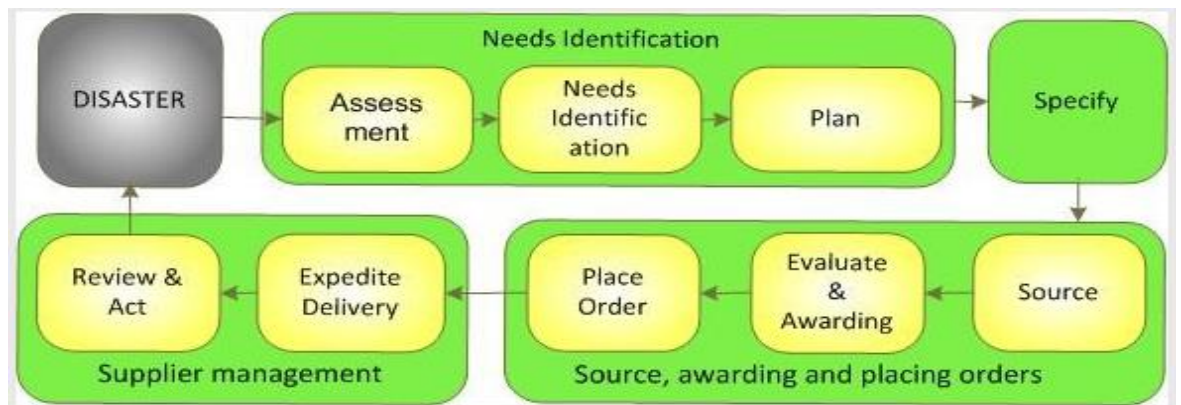 Needs Identification
DISASTER
Assess
ment
Needs
Identific
ation
Plan
Specify
Source
Evaluate
&
Awarding
Place
Order
Source, awarding and placing orders
Expedite
Delivery
Review &
Act
Supplier management